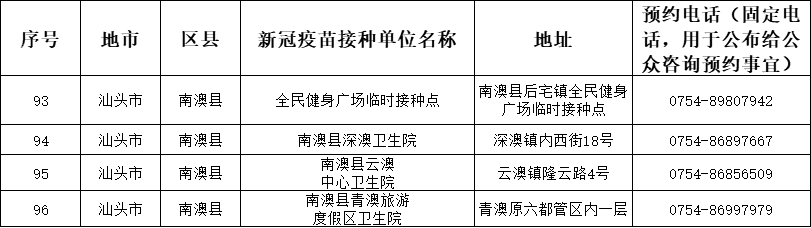 序号 地市 区县 新冠疫苗接种单位名称 地址 预约电话（固定电
话，用于公布给公
众咨询预约事宜）
93 汕头市 南澳县 全民健身广场临时接种点 南澳县后宅镇全民健身
广场临时接种点 0754-89807942
94 汕头市 南澳县 南澳县深澳卫生院 深澳镇内西街18号 0754-86897667
95 汕头市 南澳县 南澳县云澳
中心卫生院 云澳镇隆云路4号 0754-86856509
96 汕头市 南澳县 南澳县青澳旅游
度假区卫生院 青澳原六都管区内一层 0754-86997979